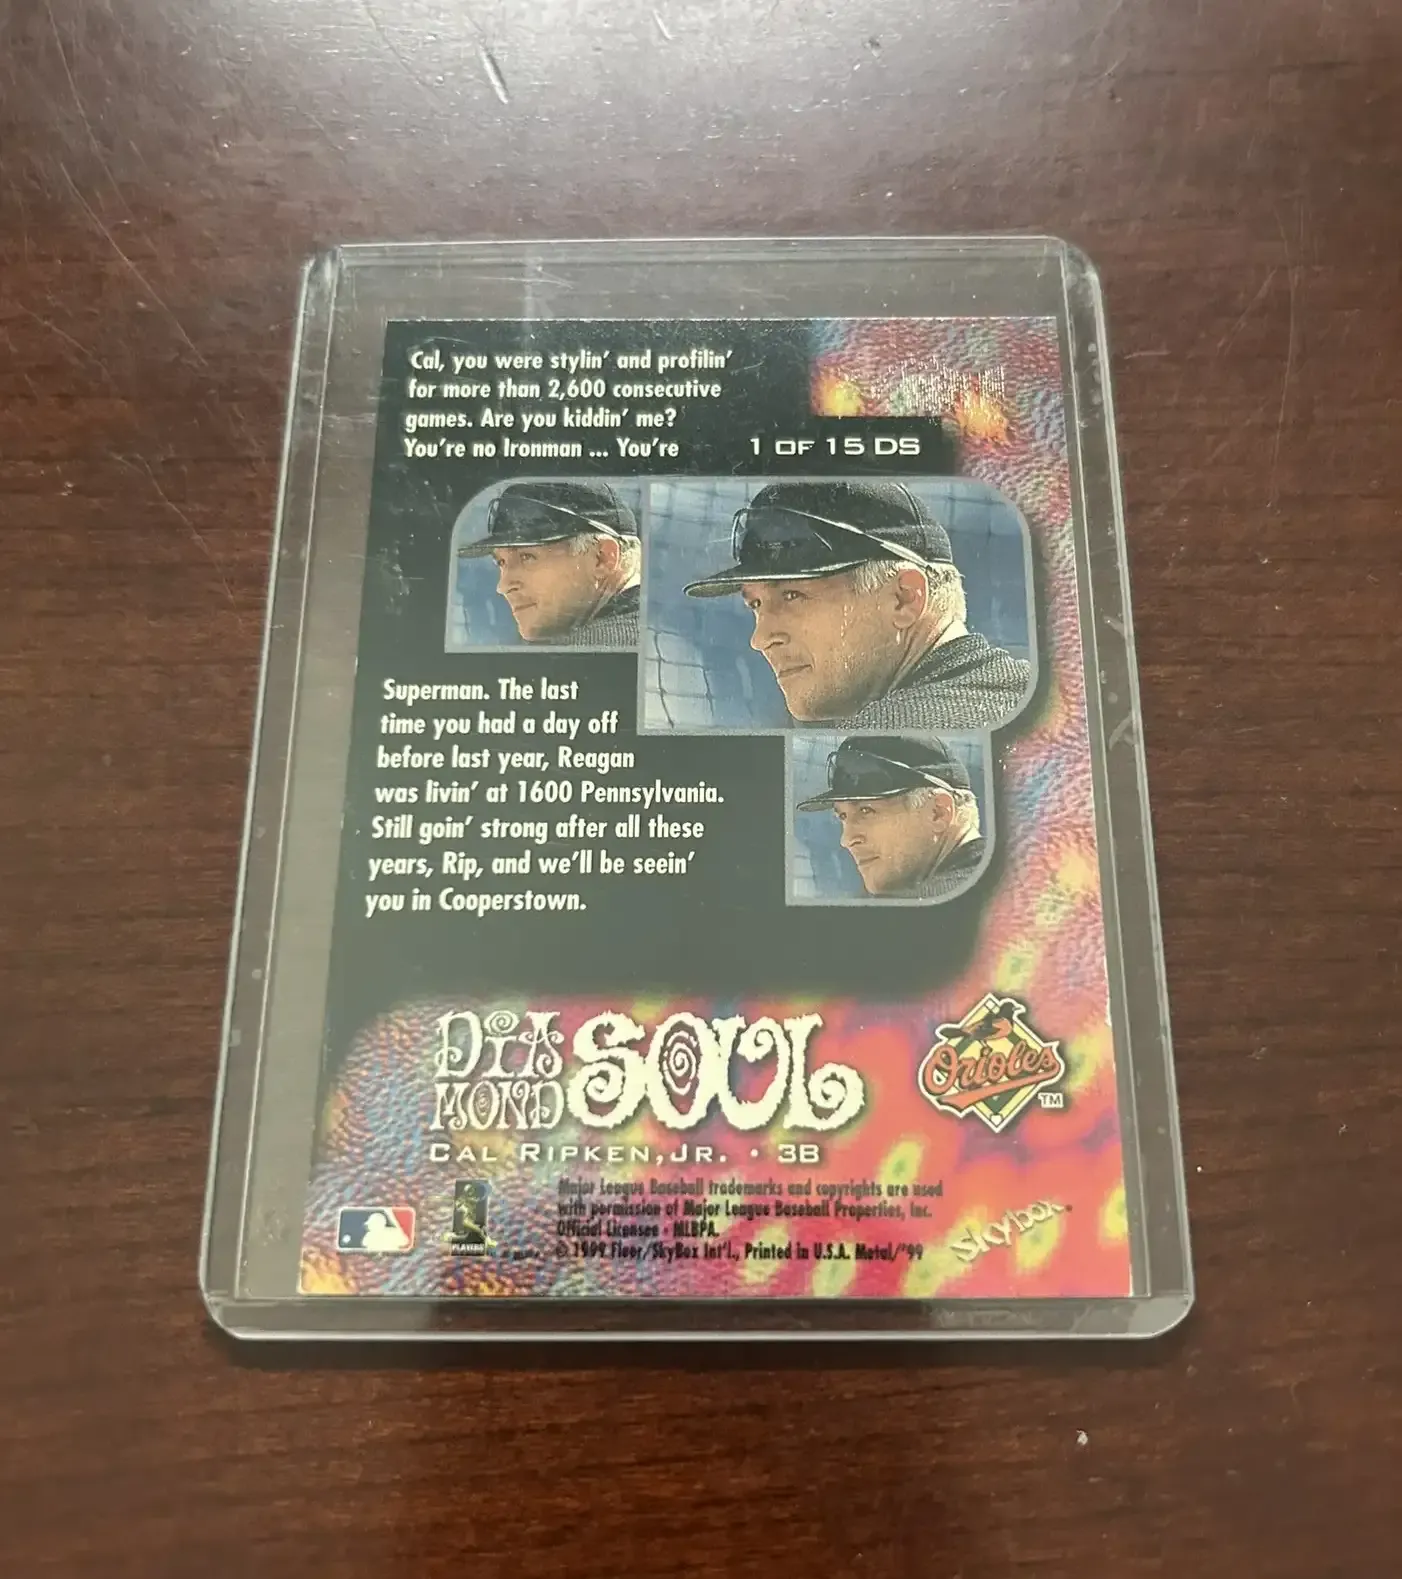 Cal, you were stylin' and profilin'
for more than 2,600 consecutive
games. Are you kiddin' me?
You're no Ironman ... You're
1 OF 15 DS
Superman. The last
time you had a day off
before last year, Reagan
was livin' at 1600 Pennsylvania.
Still goin' strong after all these
years, Rip, and we'll be seein'
you in Cooperstown.
DIAMOND SOUL
Orioles
TM
CAL RIPKEN, JR. • 3B
Major League Baseball trademarks and copyrights are used
with permission of Major League Baseball Properties, Inc.
Official Licensee • MLBPA.
© 1999 Fleer/SkyBox Int'l., Printed in U.S.A. Metal/'99
PLAYERS
Skybox